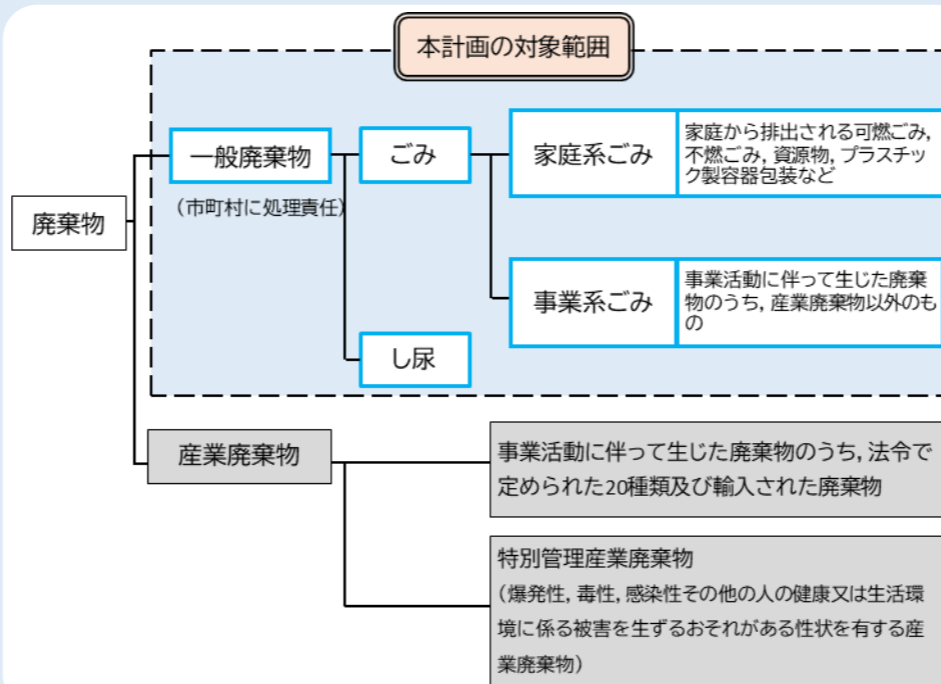 本計画の対象範囲
廃棄物
一般廃棄物
（市町村に処理責任）
ごみ
家庭系ごみ
家庭から排出される可燃ごみ,
不燃ごみ, 資源物, プラスチッ
ク製容器包装など
事業系ごみ
事業活動に伴って生じた廃棄
物のうち, 産業廃棄物以外のも
の
し尿
産業廃棄物
事業活動に伴って生じた廃棄物のうち, 法令で
定められた20種類及び輸入された廃棄物
特別管理産業廃棄物
（爆発性, 毒性, 感染性その他の人の健康又は生活環
境に係る被害を生ずるおそれがある性状を有する産
業廃棄物）